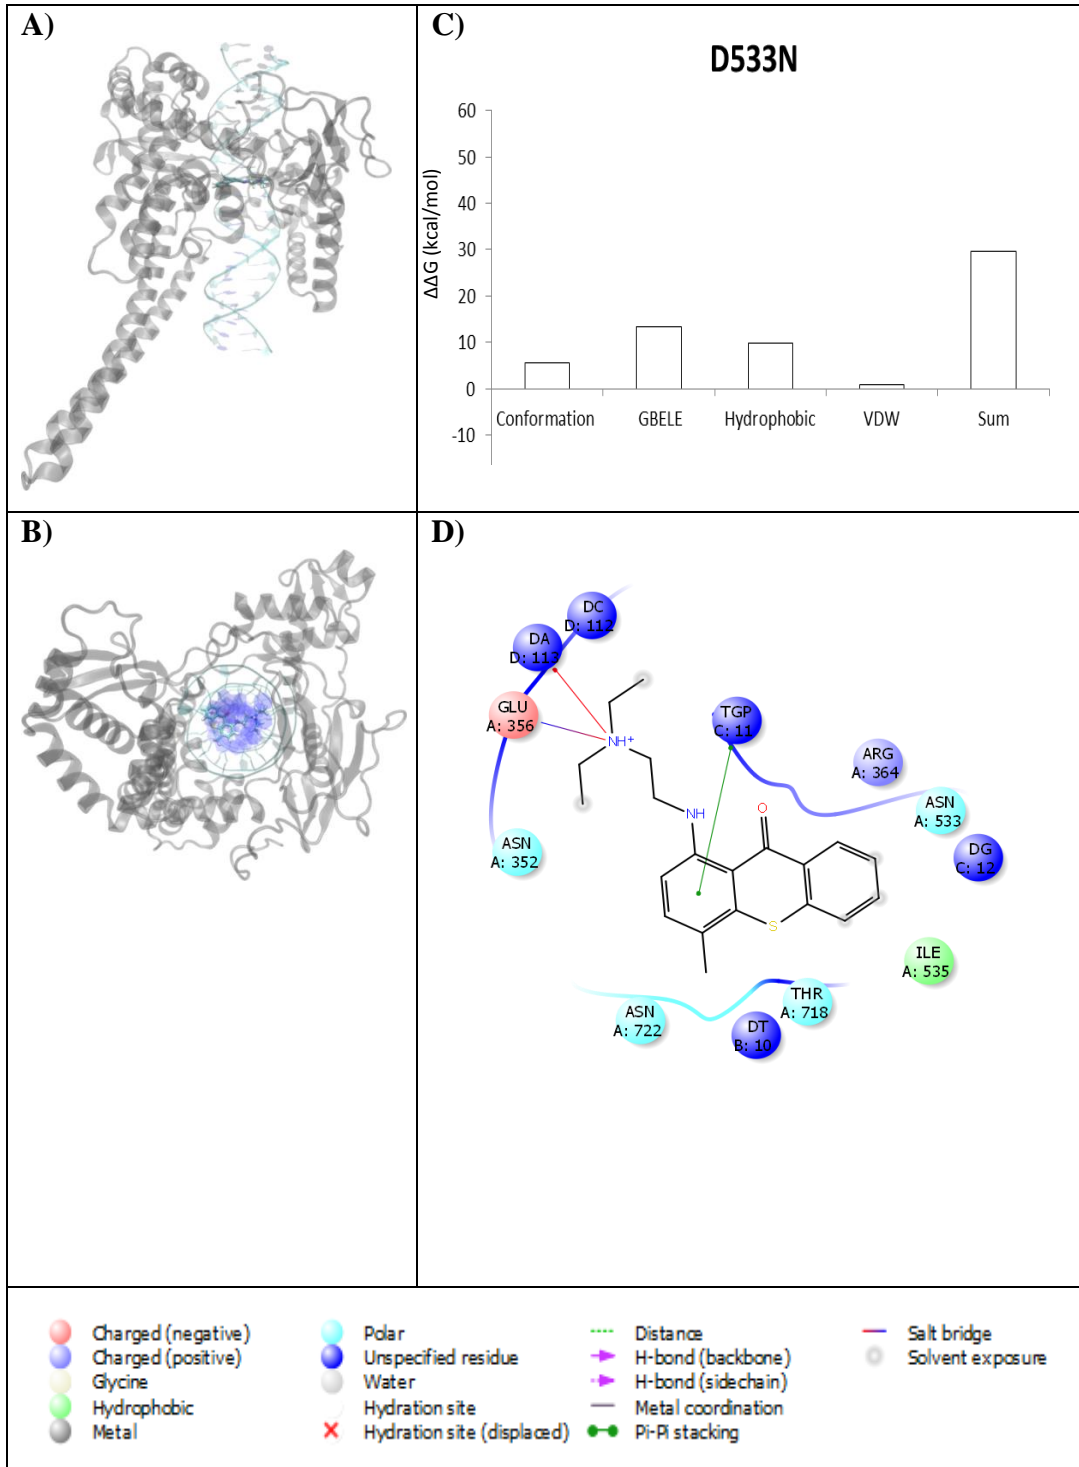 A)
C)
D533N
ΔΔG (kcal/mol)
60
50
40
30
20
10
0
-10
Conformation GBELE Hydrophobic VDW Sum
B)
D)
DC
D: 112
DA
D: 113
GLU
A: 356
NH+
TGP
C: 11
ARG
A: 364
ASN
A: 533
NH
O
DG
C: 12
ASN
A: 352
S
ILE
A: 535
THR
A: 718
ASN
A: 722
DT
B: 10
Charged (negative)
Charged (positive)
Glycine
Hydrophobic
Metal
Polar
Unspecified residue
Water
Hydration site
Hydration site (displaced)
Distance
H-bond (backbone)
H-bond (sidechain)
Metal coordination
Pi-Pi stacking
Salt bridge
Solvent exposure